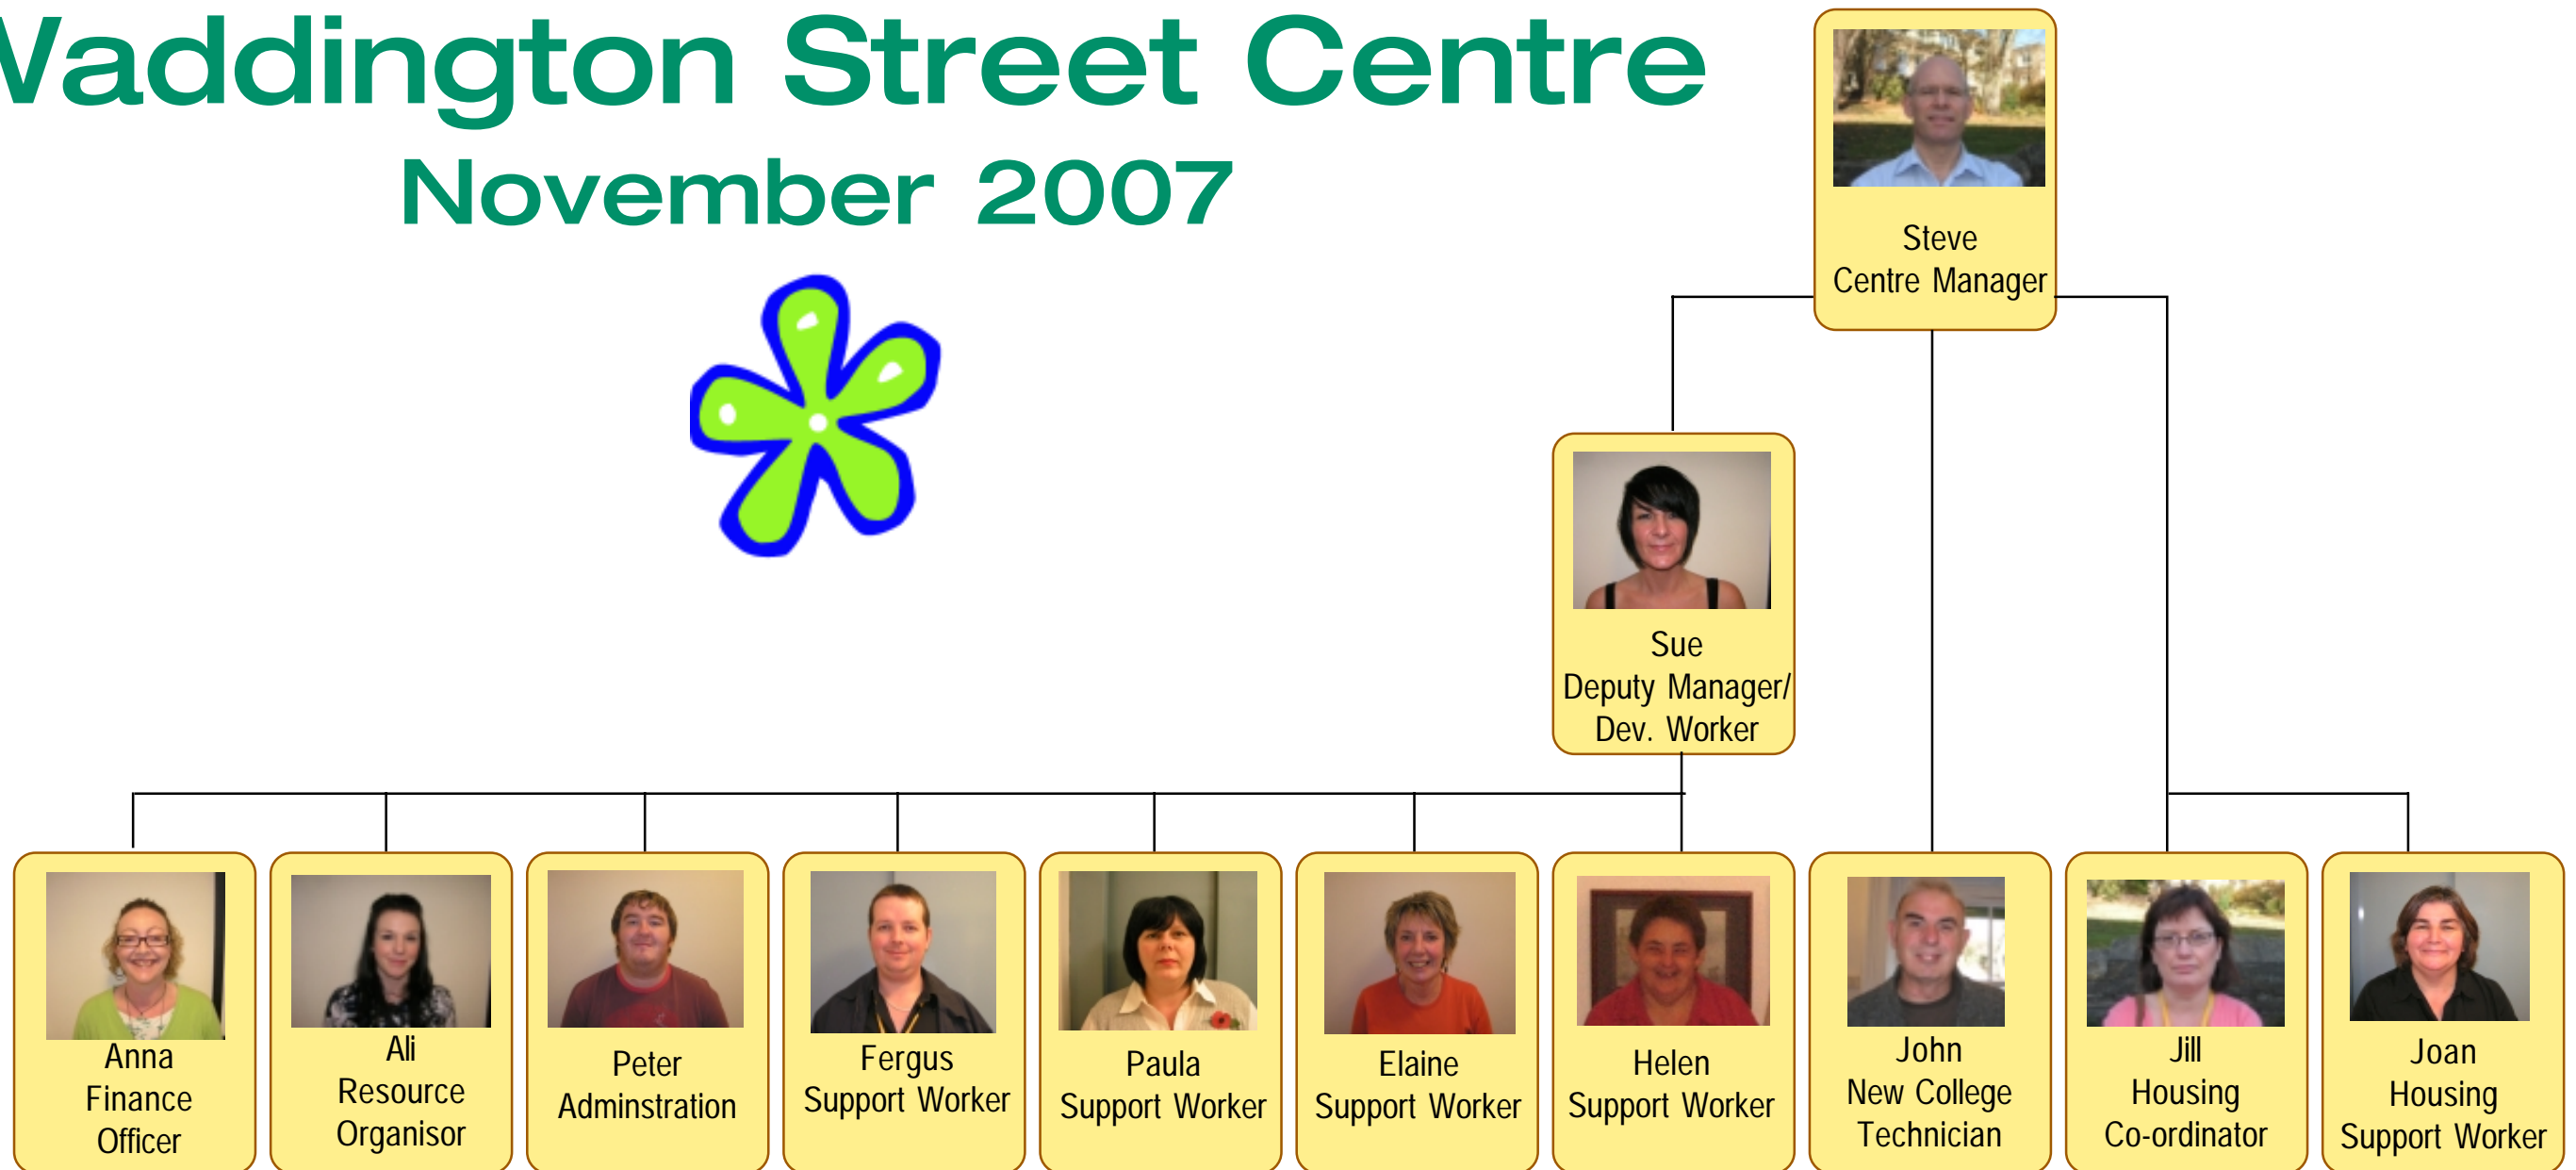 Waddington Street Centre
November 2007
Steve
Centre Manager
Sue
Deputy Manager/
Dev. Worker
Anna
Finance
Officer
Ali
Resource
Organisor
Peter
Adminstration
Fergus
Support Worker
Paula
Support Worker
Elaine
Support Worker
Helen
Support Worker
John
New College
Technician
Jill
Housing
Co-ordinator
Joan
Housing
Support Worker